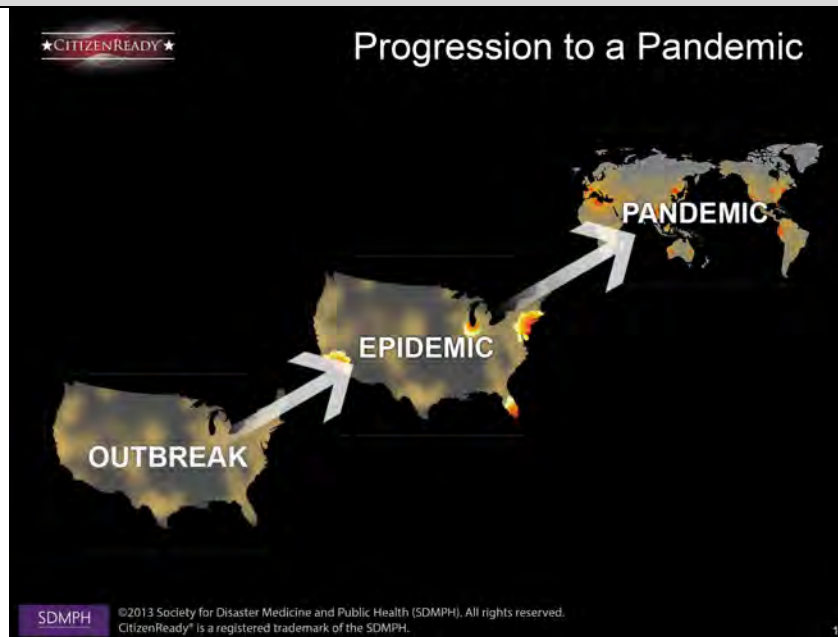 ★CITIZENREADY®★
Progression to a Pandemic
PANDEMIC
EPIDEMIC
OUTBREAK
SDMPH
©2013 Society for Disaster Medicine and Public Health (SDMPH). All rights reserved.
CitizenReady® is a registered trademark of the SDMPH.